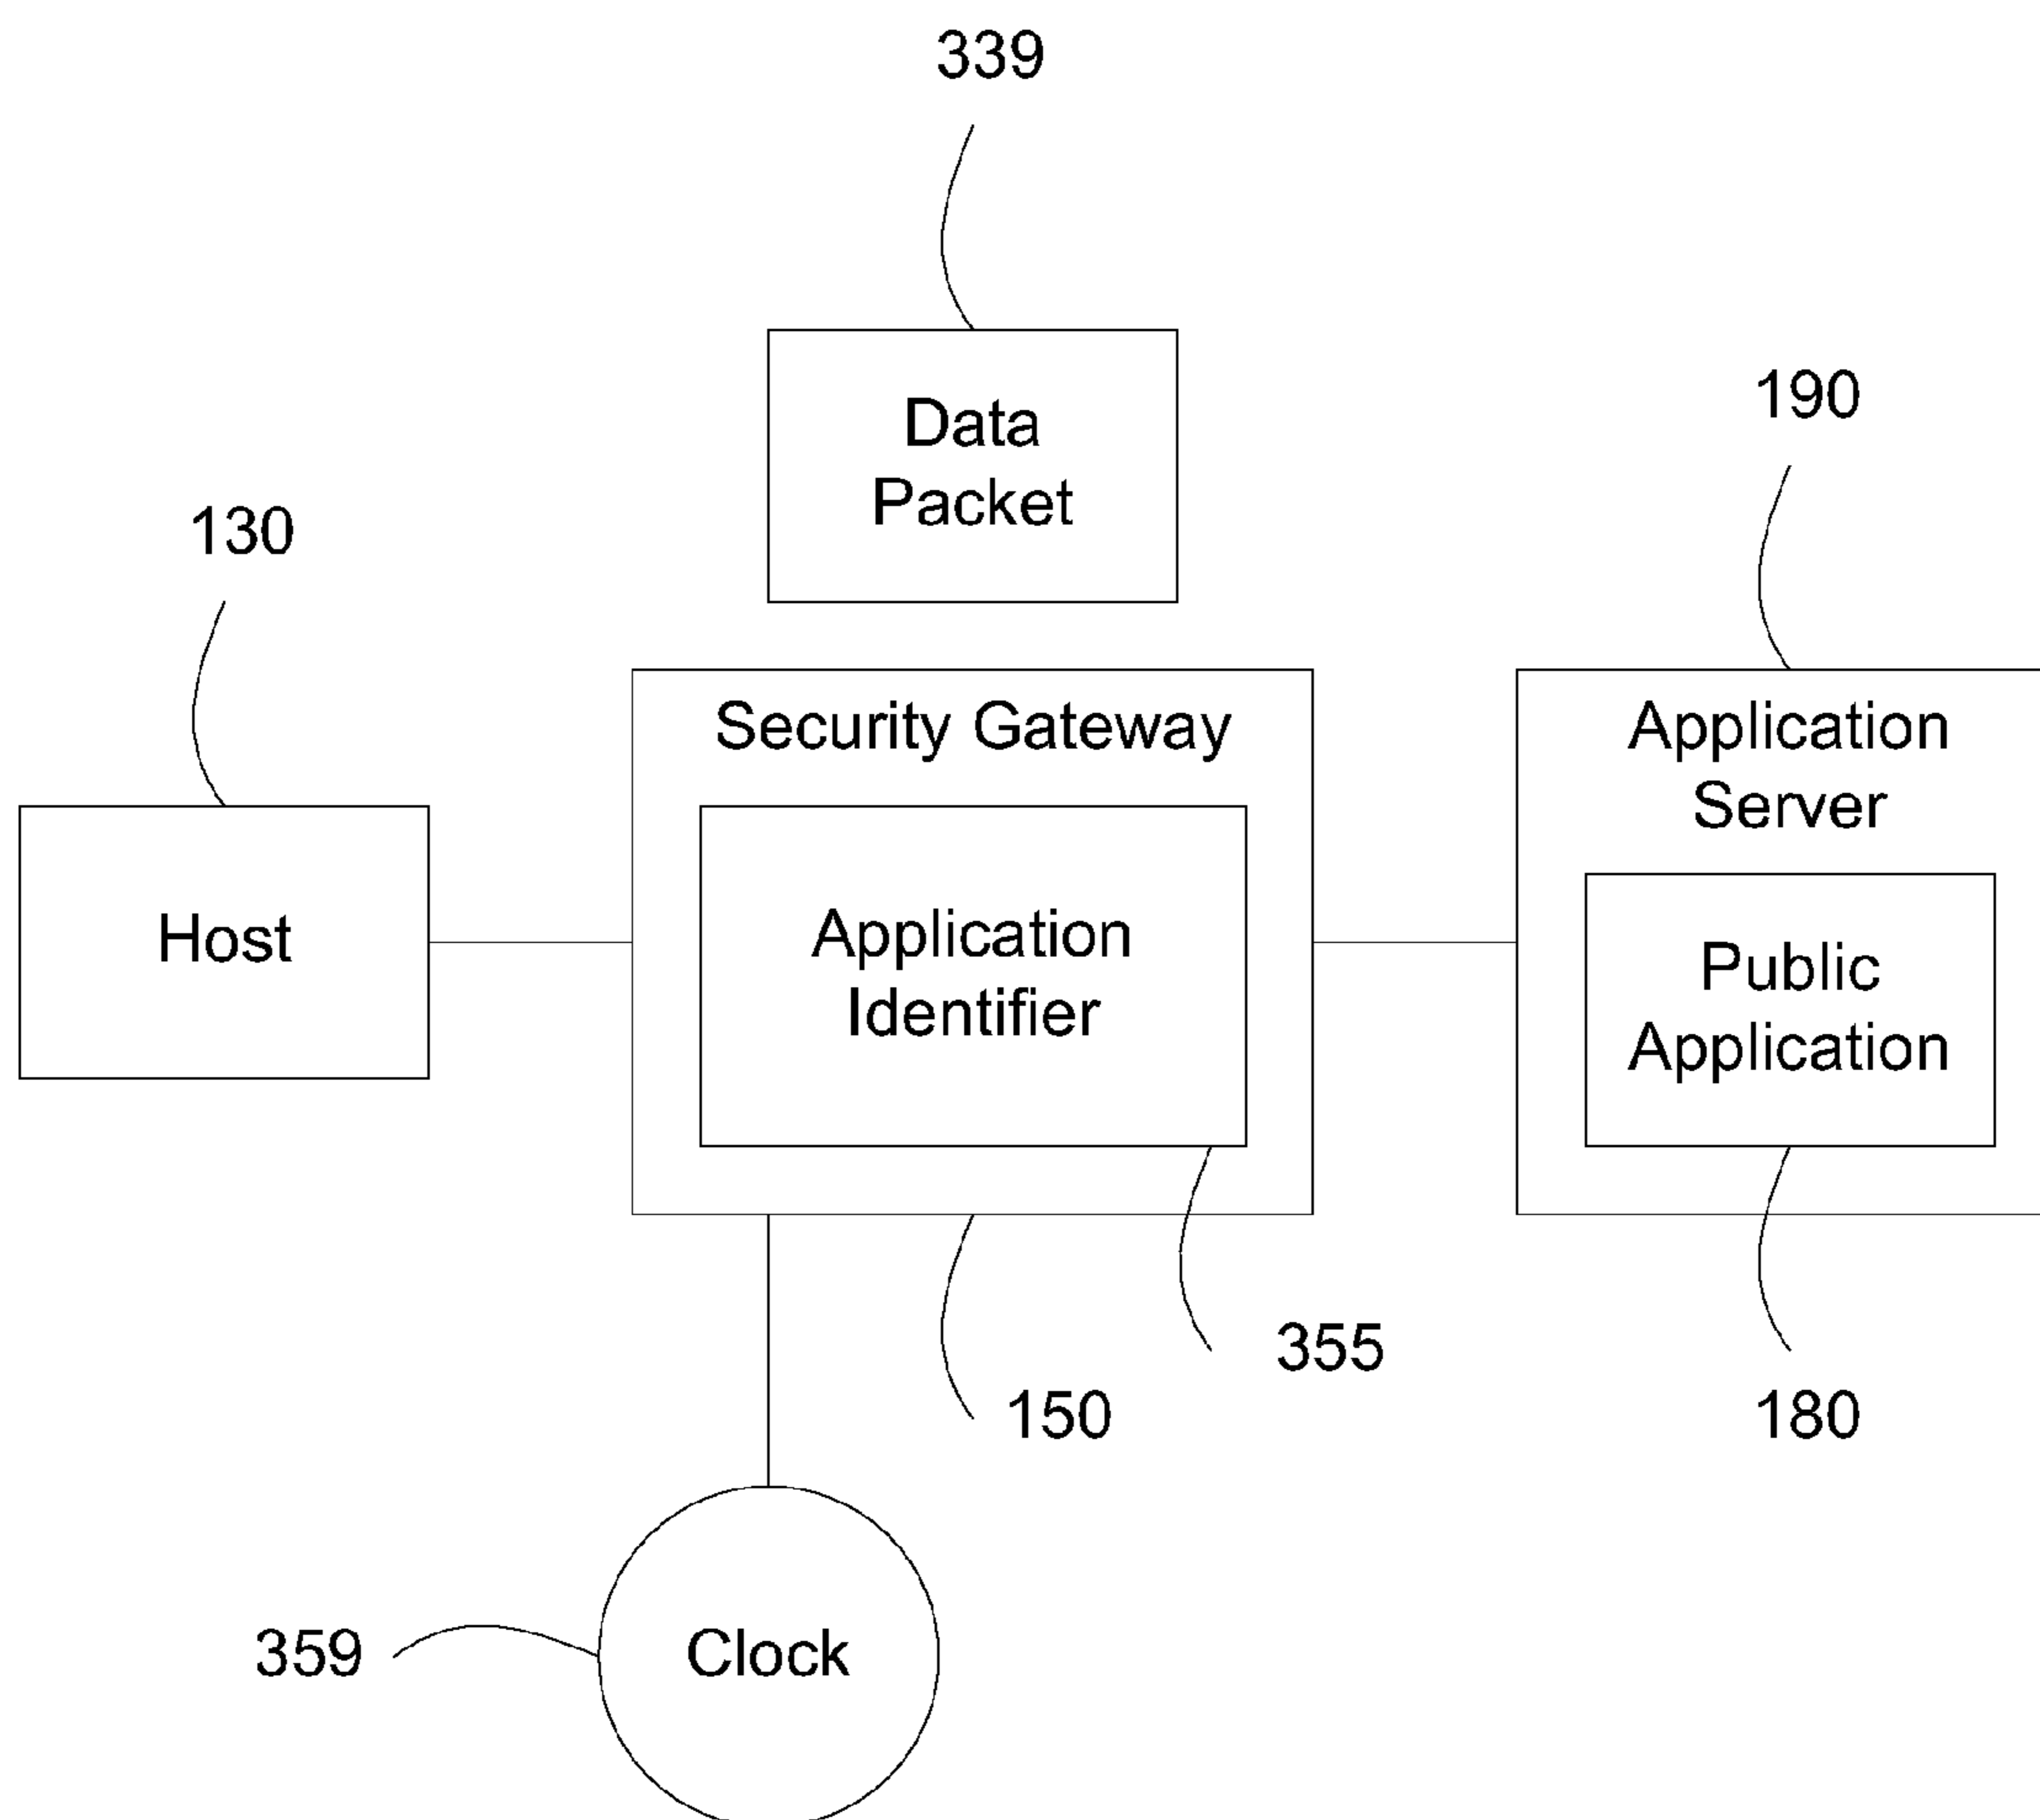 339
Data
Packet
190
130
Security Gateway
Application
Server
Host
Application
Identifier
Public
Application
355
150
180
359
Clock